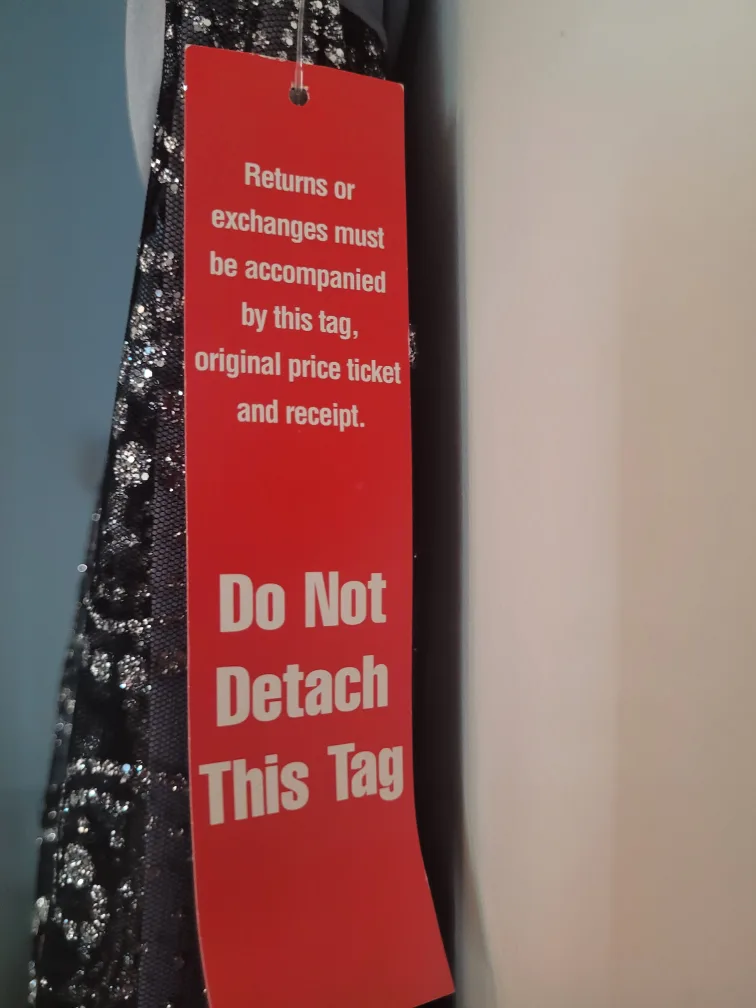 Returns or
exchanges must
be accompanied
by this tag,
original price ticket
and receipt.
Do Not
Detach
This Tag